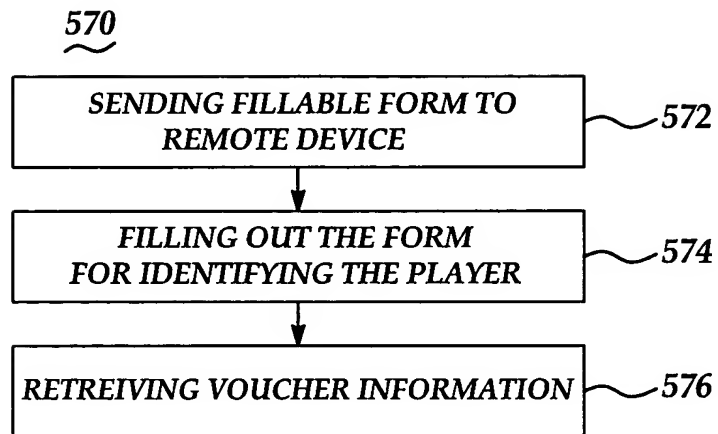 570
SENDING FILLABLE FORM TO
REMOTE DEVICE
572
FILLING OUT THE FORM
FOR IDENTIFYING THE PLAYER
574
RETREIVING VOUCHER INFORMATION
576